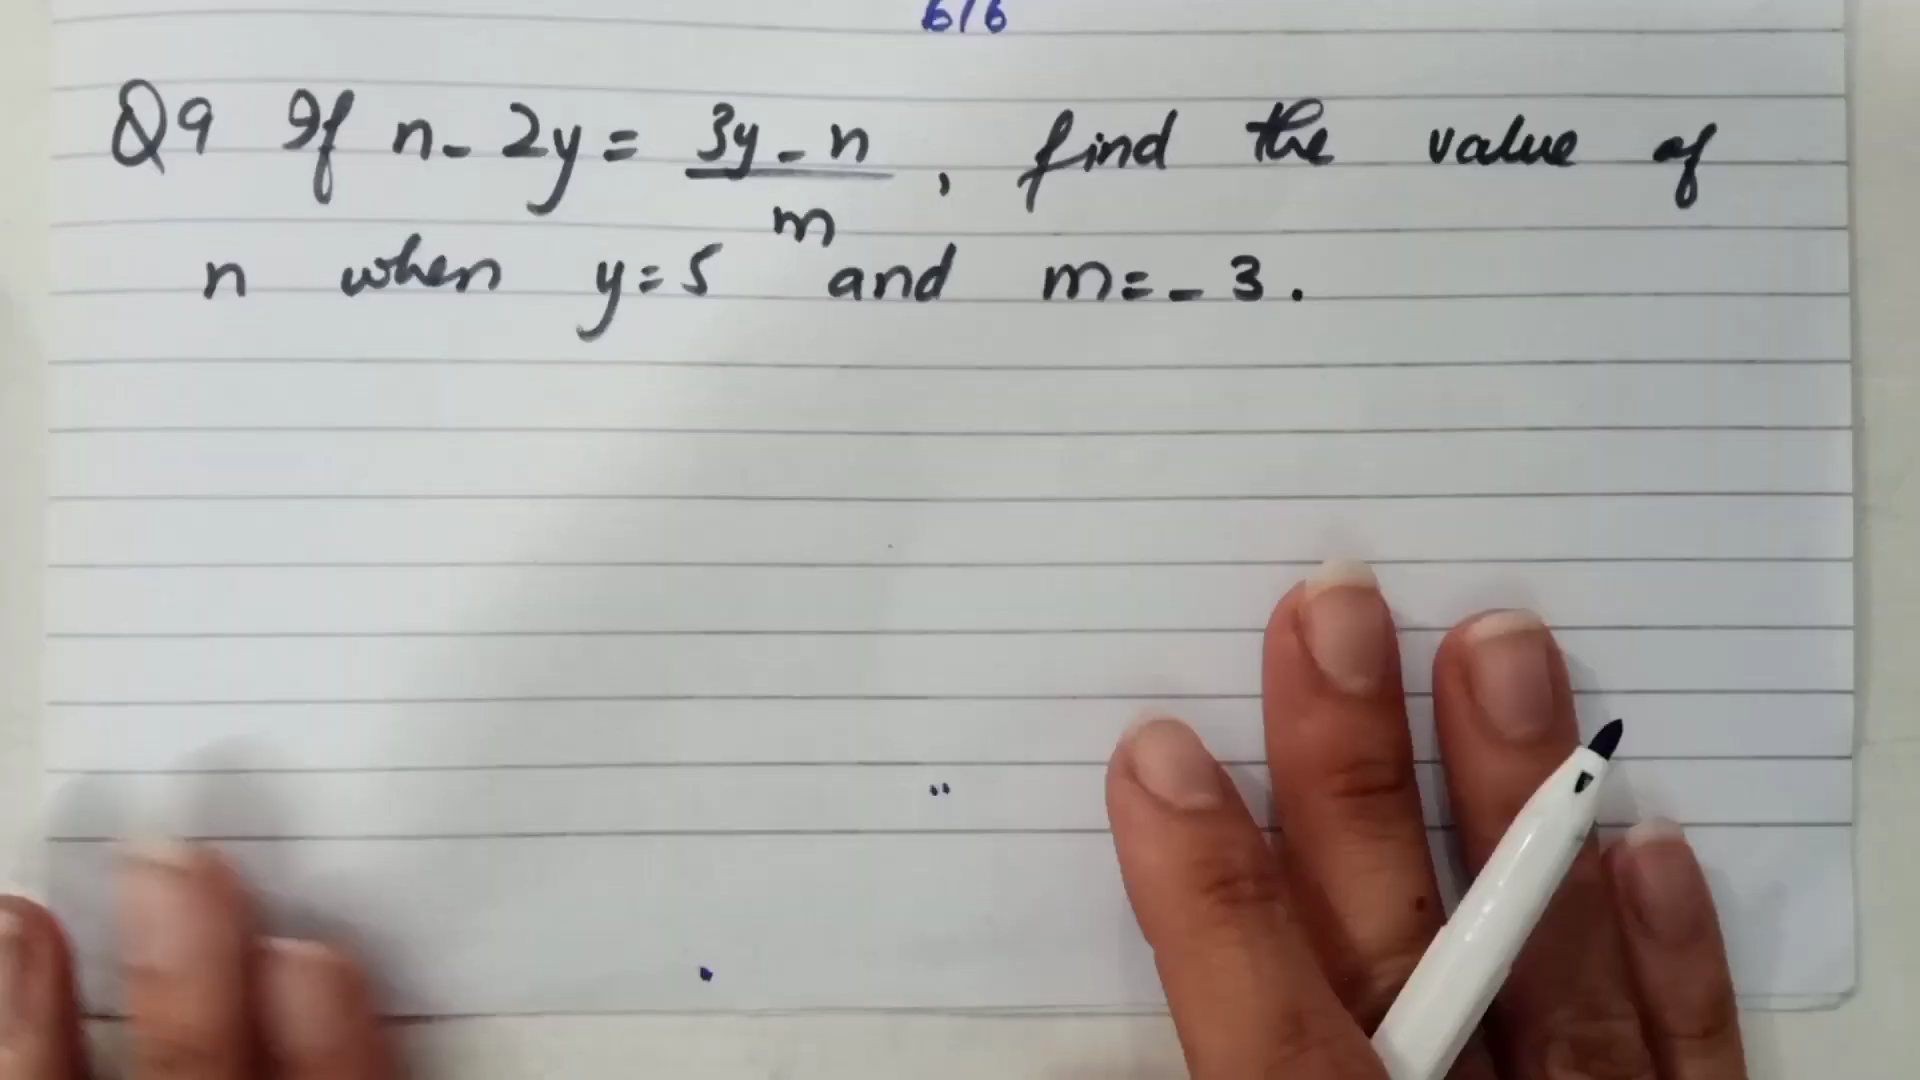 6/6
Q9 If n - 2y = 3y - n / m , find the value of
n when y = 5 and m = - 3 .